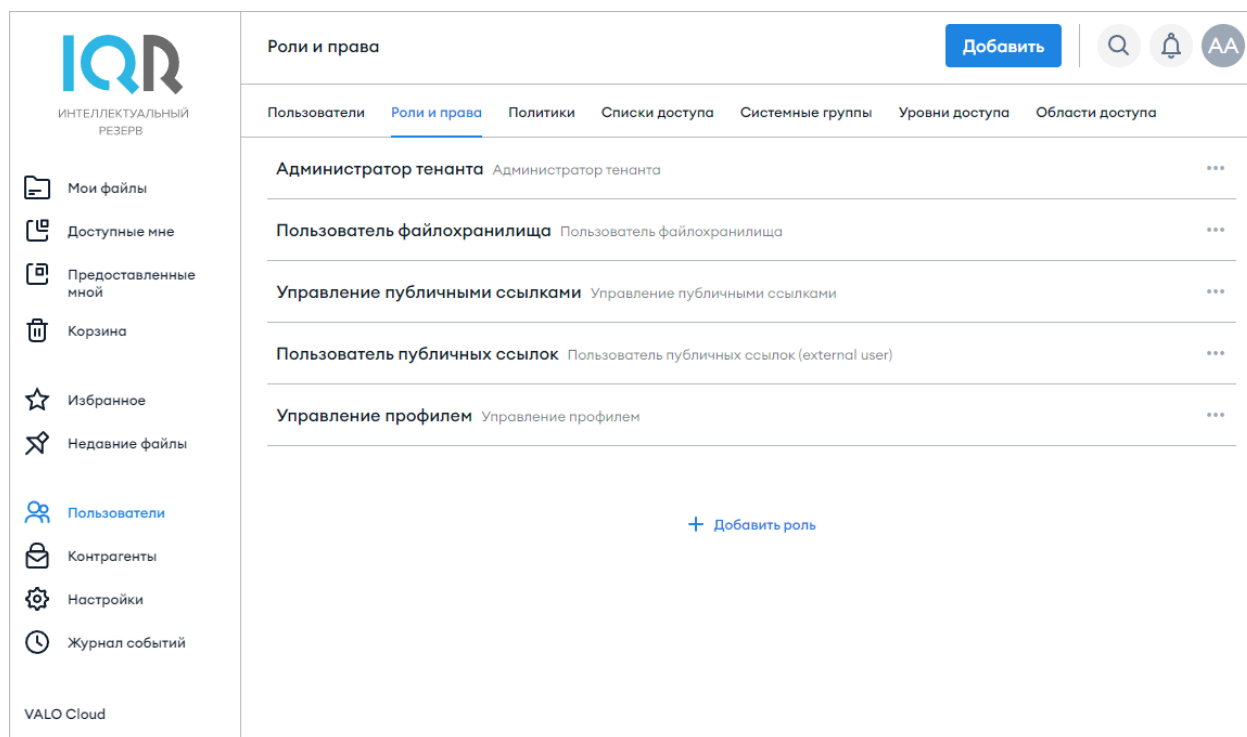 IQR
ИНТЕЛЛЕКТУАЛЬНЫЙ
РЕЗЕРВ
Мои файлы
Доступные мне
Предоставленные
мной
Корзина
Избранное
Недавние файлы
Пользователи
Контрагенты
Настройки
Журнал событий
VALO Cloud
Роли и права Добавить AA
Пользователи Роли и права Политики Списки доступа Системные группы Уровни доступа Области доступа
Администратор тенанта Администратор тенанта
Пользователь файлохранилища Пользователь файлохранилища
Управление публичными ссылками Управление публичными ссылками
Пользователь публичных ссылок Пользователь публичных ссылок (external user)
Управление профилем Управление профилем
+ Добавить роль